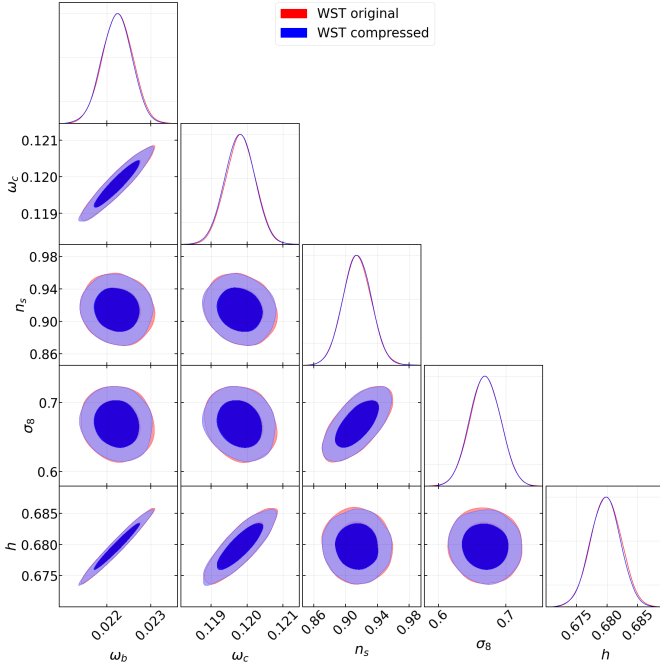 WST original
WST compressed
0.121
0.120
0.119
ω_c
0.98
0.94
0.90
0.86
n_s
0.7
0.6
σ_8
0.685
0.680
0.675
h
0.022 0.023
0.119 0.120 0.121
0.86 0.90 0.94 0.98
0.6 0.7
0.675 0.680 0.685
ω_b ω_c n_s σ_8 h